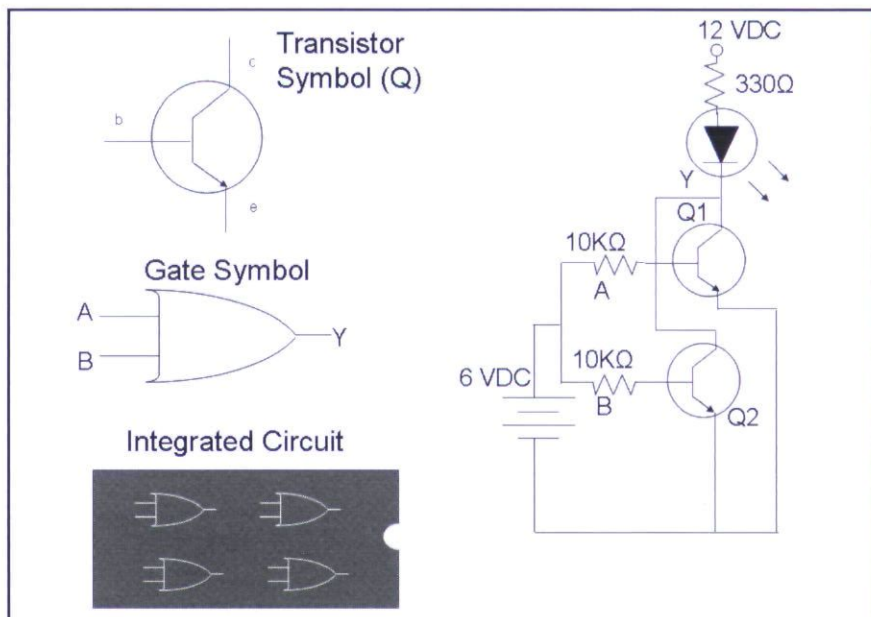 Transistor
Symbol (Q)
c
b
e
Gate Symbol
A
B
Y
Integrated Circuit
12 VDC
330Ω
Y
Q1
10KΩ
A
10KΩ
6 VDC
B
Q2